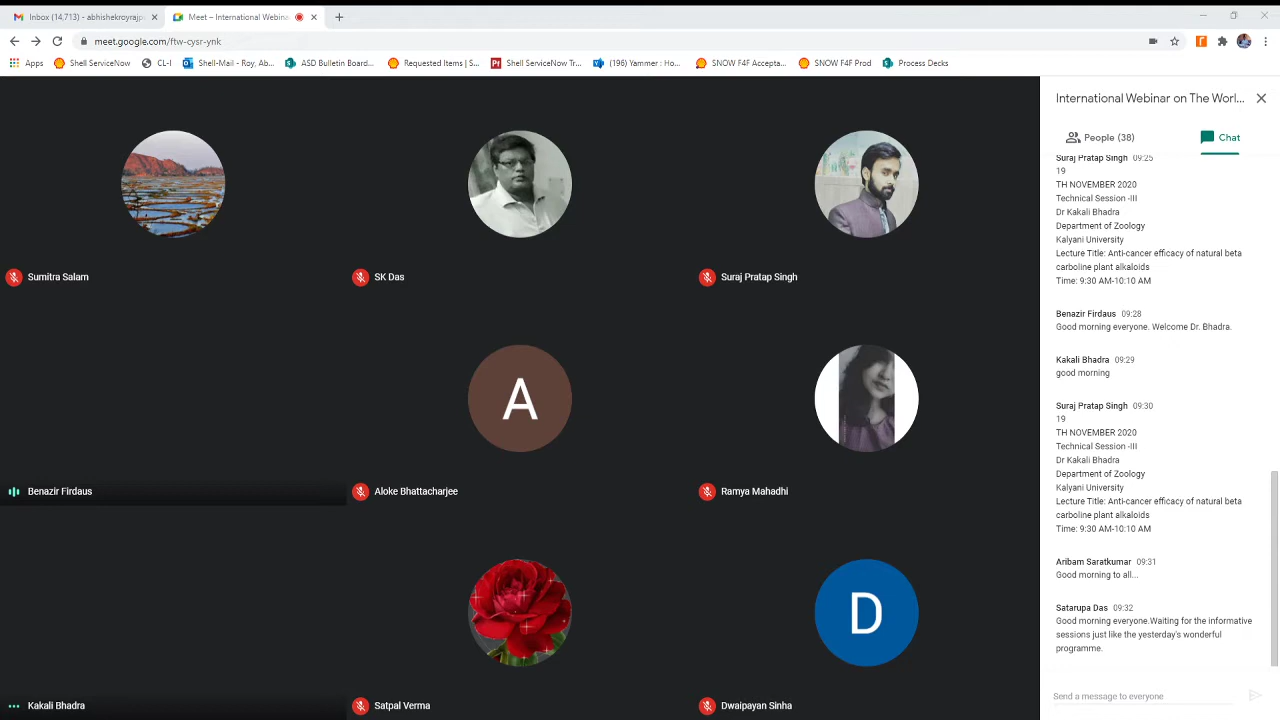 Inbox (14,713) - abhishekroyrajp
Meet – International Webina
meet.google.com/ftw-cysr-ynk
Apps
Shell ServiceNow
CL-I
Shell-Mail - Roy, Ab...
ASD Bulletin Board...
Requested Items | S...
Shell ServiceNow Tr...
(196) Yammer : Ho...
SNOW F4F Accepta...
SNOW F4F Prod
Process Decks
International Webinar on The Worl...
People (38)
Chat
Suraj Pratap Singh 09:25
19
TH NOVEMBER 2020
Technical Session -III
Dr Kakali Bhadra
Department of Zoology
Kalyani University
Lecture Title: Anti-cancer efficacy of natural beta
carboline plant alkaloids
Time: 9:30 AM-10:10 AM
Benazir Firdaus 09:28
Good morning everyone. Welcome Dr. Bhadra.
Kakali Bhadra 09:29
good morning
Suraj Pratap Singh 09:30
19
TH NOVEMBER 2020
Technical Session -III
Dr Kakali Bhadra
Department of Zoology
Kalyani University
Lecture Title: Anti-cancer efficacy of natural beta
carboline plant alkaloids
Time: 9:30 AM-10:10 AM
Aribam Saratkumar 09:31
Good morning to all...
Satarupa Das 09:32
Good morning everyone.Waiting for the informative
sessions just like the yesterday's wonderful
programme.
Send a message to everyone
Sumitra Salam
SK Das
Suraj Pratap Singh
A
Benazir Firdaus
Aloke Bhattacharjee
Ramya Mahadhi
D
Kakali Bhadra
Satpal Verma
Dwaipayan Sinha